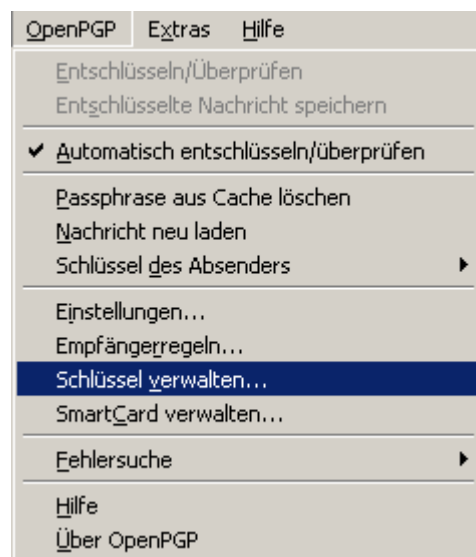 OpenPGP Extras Hilfe
Entschlüsseln/Überprüfen
Entschlüsselte Nachricht speichern
Automatisch entschlüsseln/überprüfen
Passphrase aus Cache löschen
Nachricht neu laden
Schlüssel des Absenders
Einstellungen...
Empfängerregeln...
Schlüssel verwalten...
SmartCard verwalten...
Fehlersuche
Hilfe
Über OpenPGP